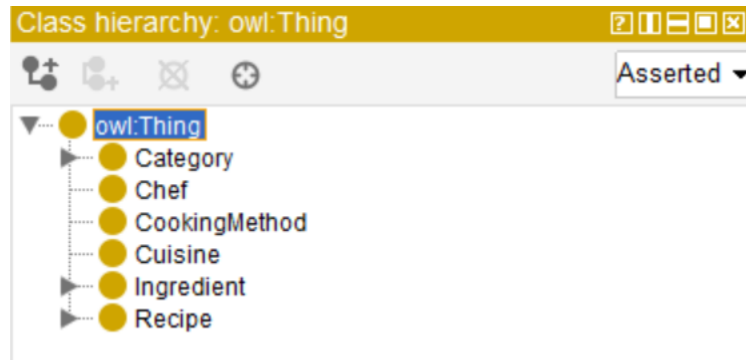 Class hierarchy: owl:Thing
Asserted
owl:Thing
Category
Chef
CookingMethod
Cuisine
Ingredient
Recipe